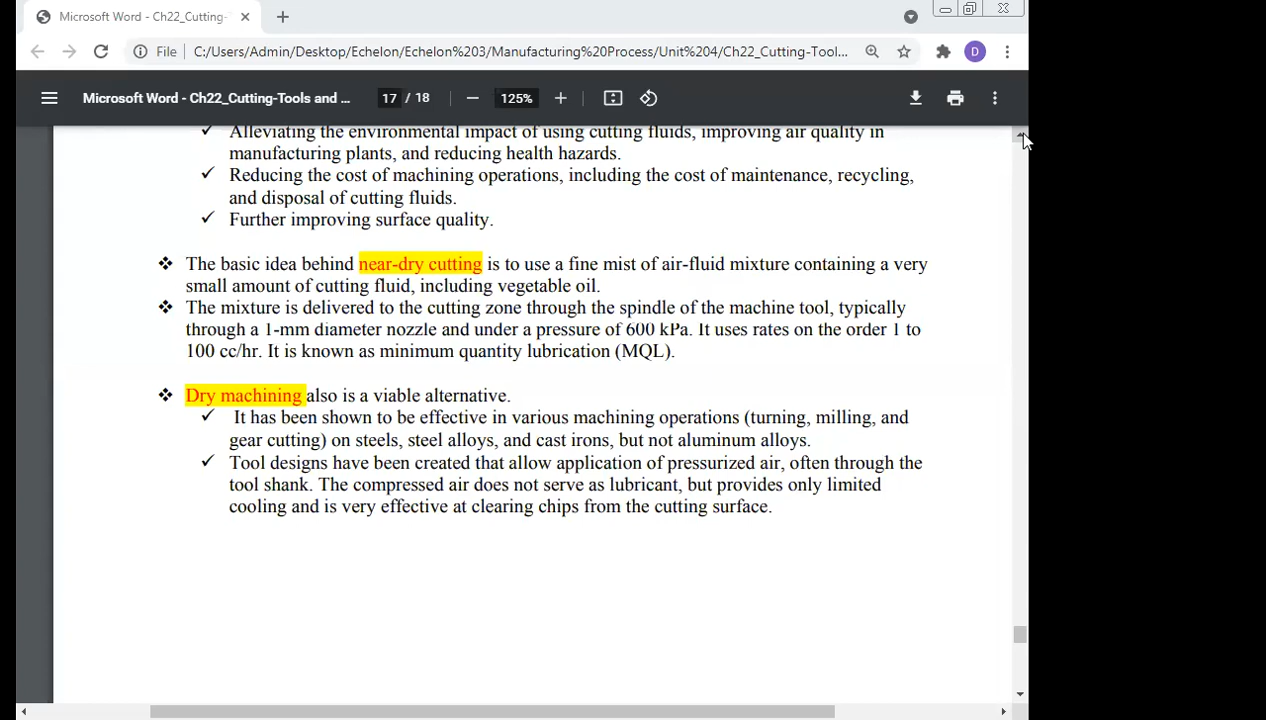 Microsoft Word - Ch22_Cutting-
File C:/Users/Admin/Desktop/Echelon/Echelon%203/Manufacturing%20Process/Unit%204/Ch22_Cutting-Tool...
D
Microsoft Word - Ch22_Cutting-Tools and ...
17 / 18
125%
Alleviating the environmental impact of using cutting fluids, improving air quality in
manufacturing plants, and reducing health hazards.
Reducing the cost of machining operations, including the cost of maintenance, recycling,
and disposal of cutting fluids.
Further improving surface quality.
The basic idea behind near-dry cutting is to use a fine mist of air-fluid mixture containing a very
small amount of cutting fluid, including vegetable oil.
The mixture is delivered to the cutting zone through the spindle of the machine tool, typically
through a 1-mm diameter nozzle and under a pressure of 600 kPa. It uses rates on the order 1 to
100 cc/hr. It is known as minimum quantity lubrication (MQL).
Dry machining also is a viable alternative.
It has been shown to be effective in various machining operations (turning, milling, and
gear cutting) on steels, steel alloys, and cast irons, but not aluminum alloys.
Tool designs have been created that allow application of pressurized air, often through the
tool shank. The compressed air does not serve as lubricant, but provides only limited
cooling and is very effective at clearing chips from the cutting surface.